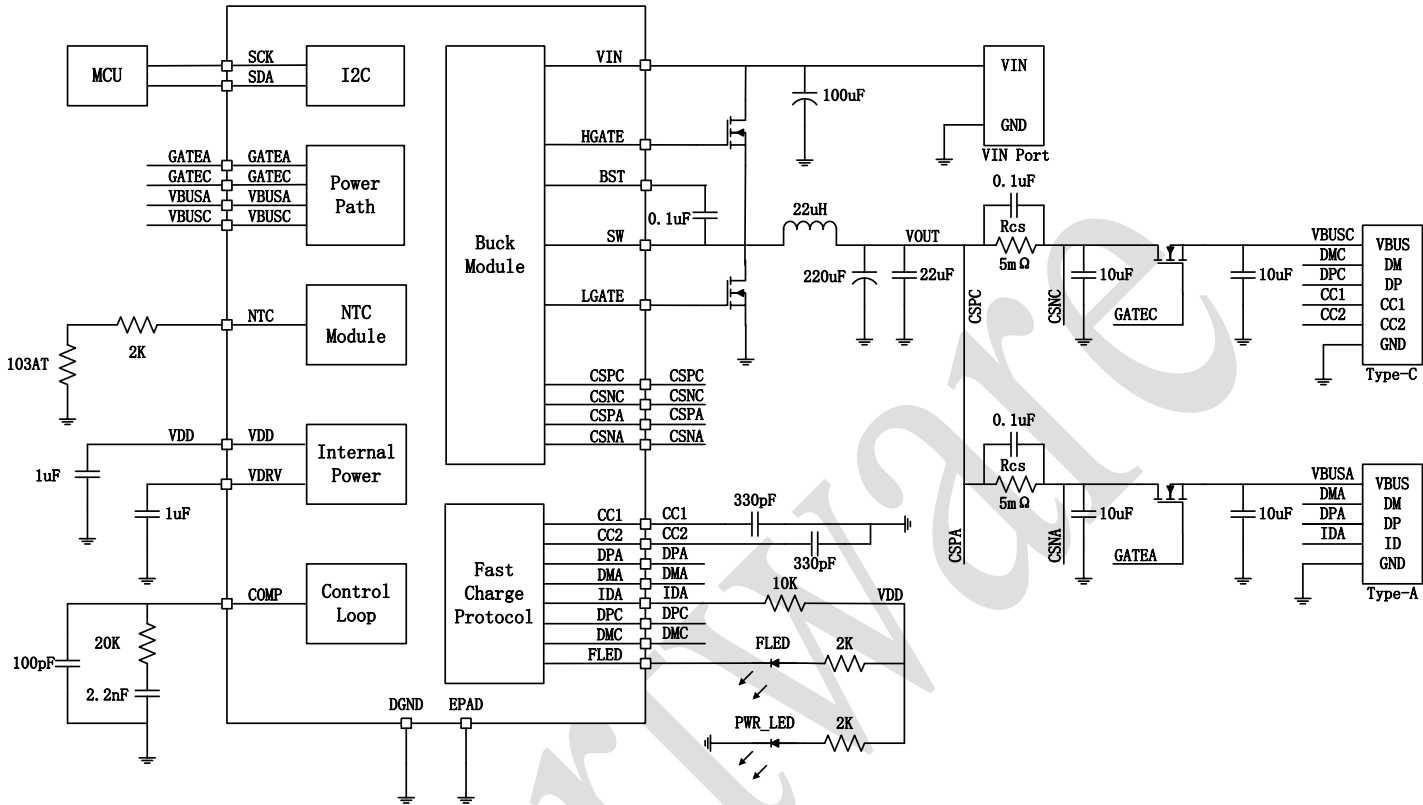 MCU
SCK
SDA
I2C
GATEA
GATEC
VBUSA
VBUSC
GATEA
GATEC
VBUSA
VBUSC
Power
Path
103AT
2K
NTC
NTC
Module
VDD
1uF
VDD
VDRV
1uF
Internal
Power
COMP
Control
Loop
20K
100pF
2.2nF
DGND
EPAD
Buck
Module
VIN
HGATE
BST
SW
LGATE
CSPC
CSNC
CSPA
CSNA
CSPC
CSNC
CSPA
CSNA
0.1uF
100uF
VIN
GND
VIN Port
22uH
VOUT
220uF
22uF
0.1uF
Rcs
5mΩ
CSPC
CSNC
10uF
GATEC
10uF
VBUSC
DMC
DPC
CC1
CC2
VBUS
DM
DP
CC1
CC2
GND
Type-C
0.1uF
Rcs
5mΩ
CSPA
CSNA
10uF
GATEA
10uF
VBUSA
DMA
DPA
IDA
VBUS
DM
DP
ID
GND
Type-A
Fast
Charge
Protocol
CC1
CC2
DPA
DMA
IDA
DPC
DMC
FLED
CC1
CC2
DPA
DMA
IDA
DPC
DMC
330pF
330pF
10K
VDD
FLED
2K
PWR_LED
2K